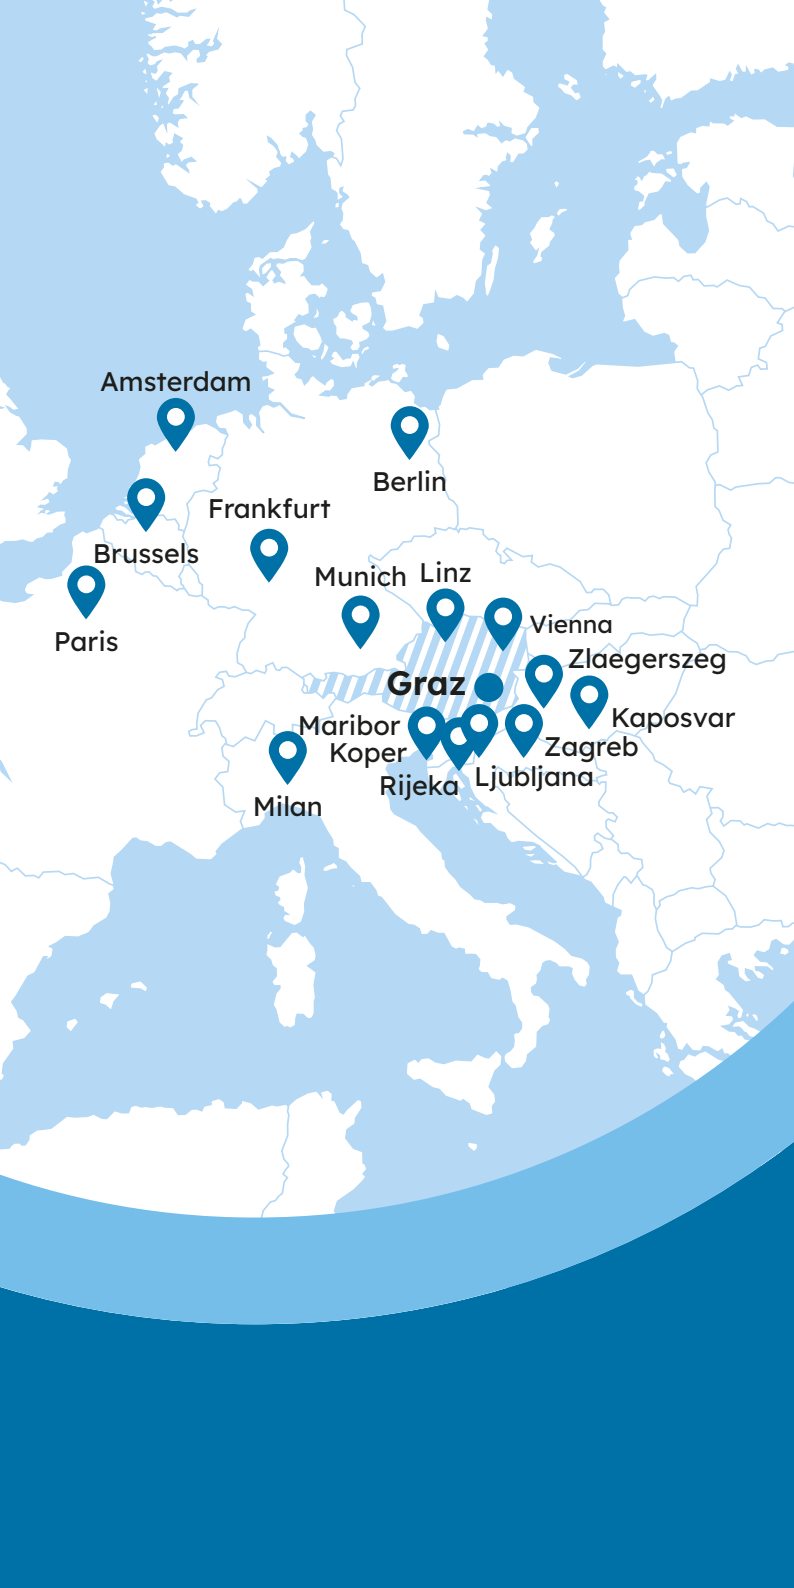 Amsterdam
Berlin
Frankfurt
Brussels
Munich
Linz
Paris
Vienna
Zlaegerszeg
Graz
Kaposvar
Maribor
Zagreb
Koper
Ljubljana
Rijeka
Milan